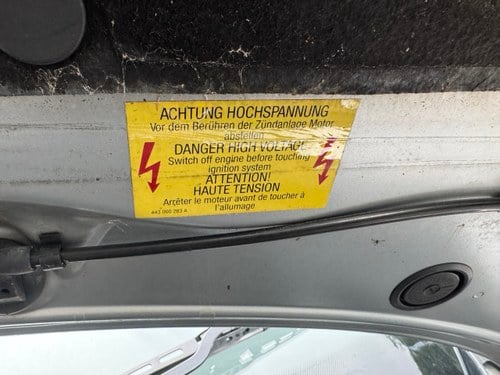 ACHTUNG HOCHSPANNUNG
Vor dem Berühren der Zündanlage Motor
abstellen
DANGER HIGH VOLTAGE
Switch off engine before touching
ignition system
ATTENTION!
HAUTE TENSION
Arrêter le moteur avant de toucher à
l'allumage
443 000 283 A